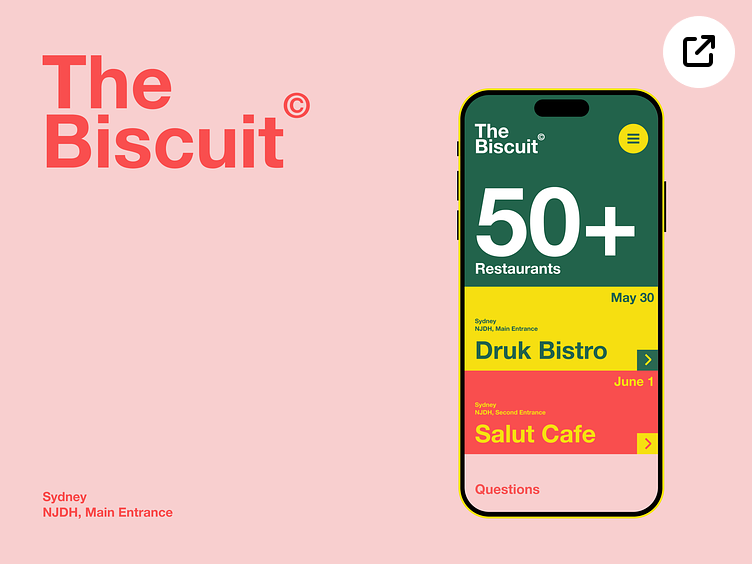 The
Biscuit©
The
Biscuit©
50+
Restaurants
May 30
Sydney
NJDH, Main Entrance
Druk Bistro
June 1
Sydney
NJDH, Second Entrance
Salut Cafe
Questions
Sydney
NJDH, Main Entrance